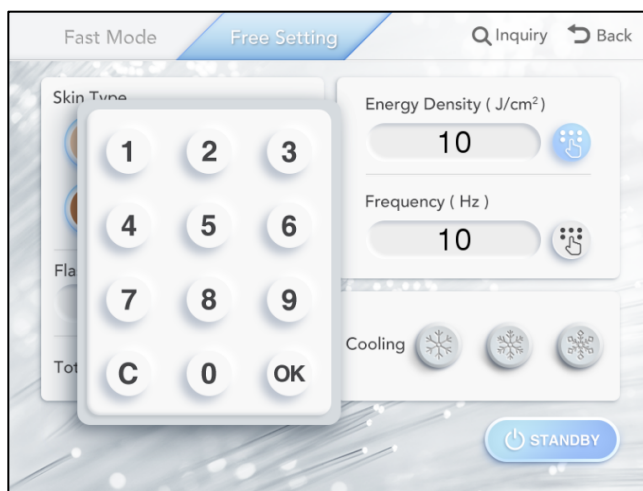 Fast Mode
Free Setting
Inquiry
Back
Skin Type
Energy Density ( J/cm²)
10
Frequency ( Hz )
10
Cooling
STANDBY
1 2 3
4 5 6
7 8 9
C 0 OK